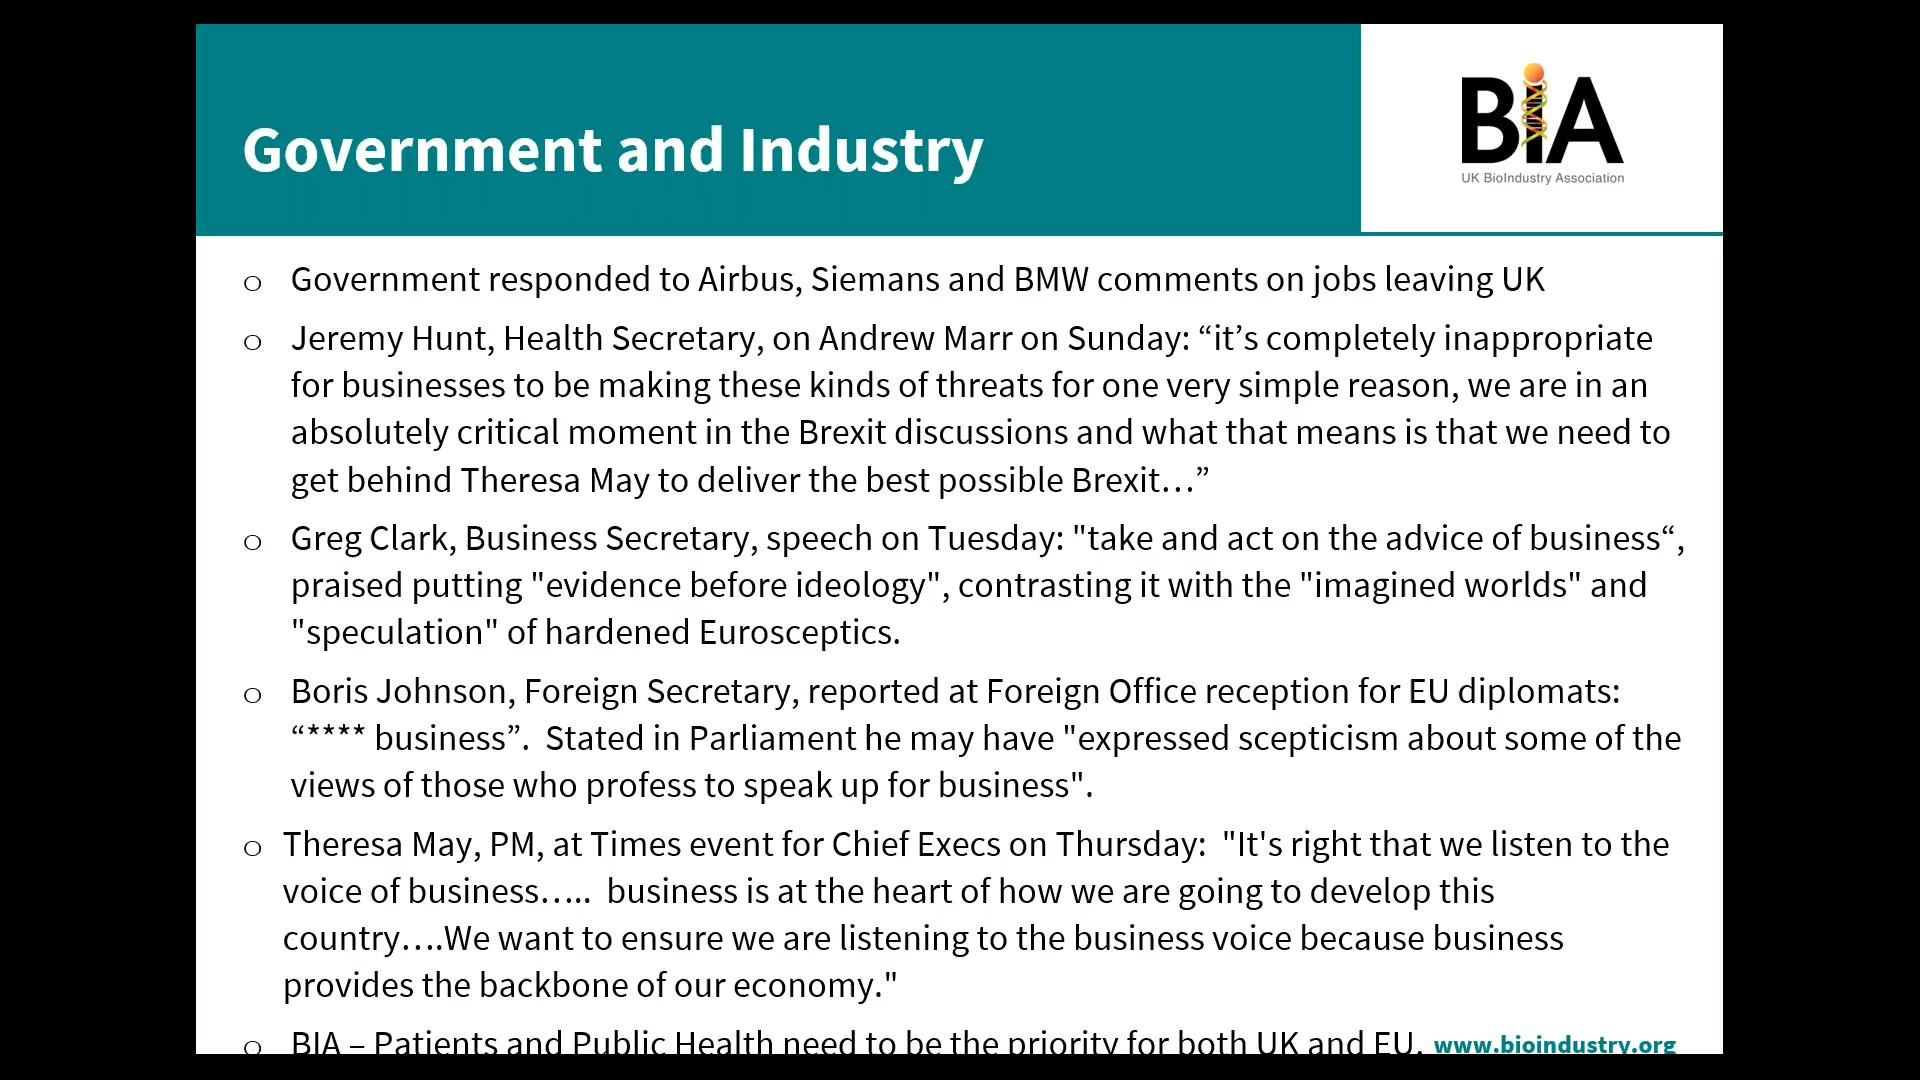 Government and Industry
BIA
UK BioIndustry Association
o Government responded to Airbus, Siemans and BMW comments on jobs leaving UK
o Jeremy Hunt, Health Secretary, on Andrew Marr on Sunday: “it’s completely inappropriate
for businesses to be making these kinds of threats for one very simple reason, we are in an
absolutely critical moment in the Brexit discussions and what that means is that we need to
get behind Theresa May to deliver the best possible Brexit…”
o Greg Clark, Business Secretary, speech on Tuesday: "take and act on the advice of business“,
praised putting "evidence before ideology", contrasting it with the "imagined worlds" and
"speculation" of hardened Eurosceptics.
o Boris Johnson, Foreign Secretary, reported at Foreign Office reception for EU diplomats:
“**** business”.  Stated in Parliament he may have "expressed scepticism about some of the
views of those who profess to speak up for business".
o Theresa May, PM, at Times event for Chief Execs on Thursday:  "It's right that we listen to the
voice of business…..  business is at the heart of how we are going to develop this
country….We want to ensure we are listening to the business voice because business
provides the backbone of our economy."
o BIA – Patients and Public Health need to be the priority for both UK and EU. www.bioindustry.org